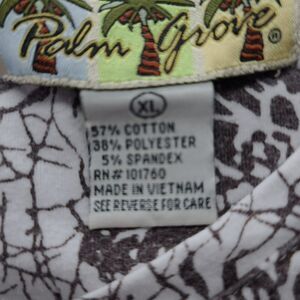 Palm Grove®
XL
57% COTTON
38% POLYESTER
5% SPANDEX
RN# 101760
MADE IN VIETNAM
SEE REVERSE FOR CARE